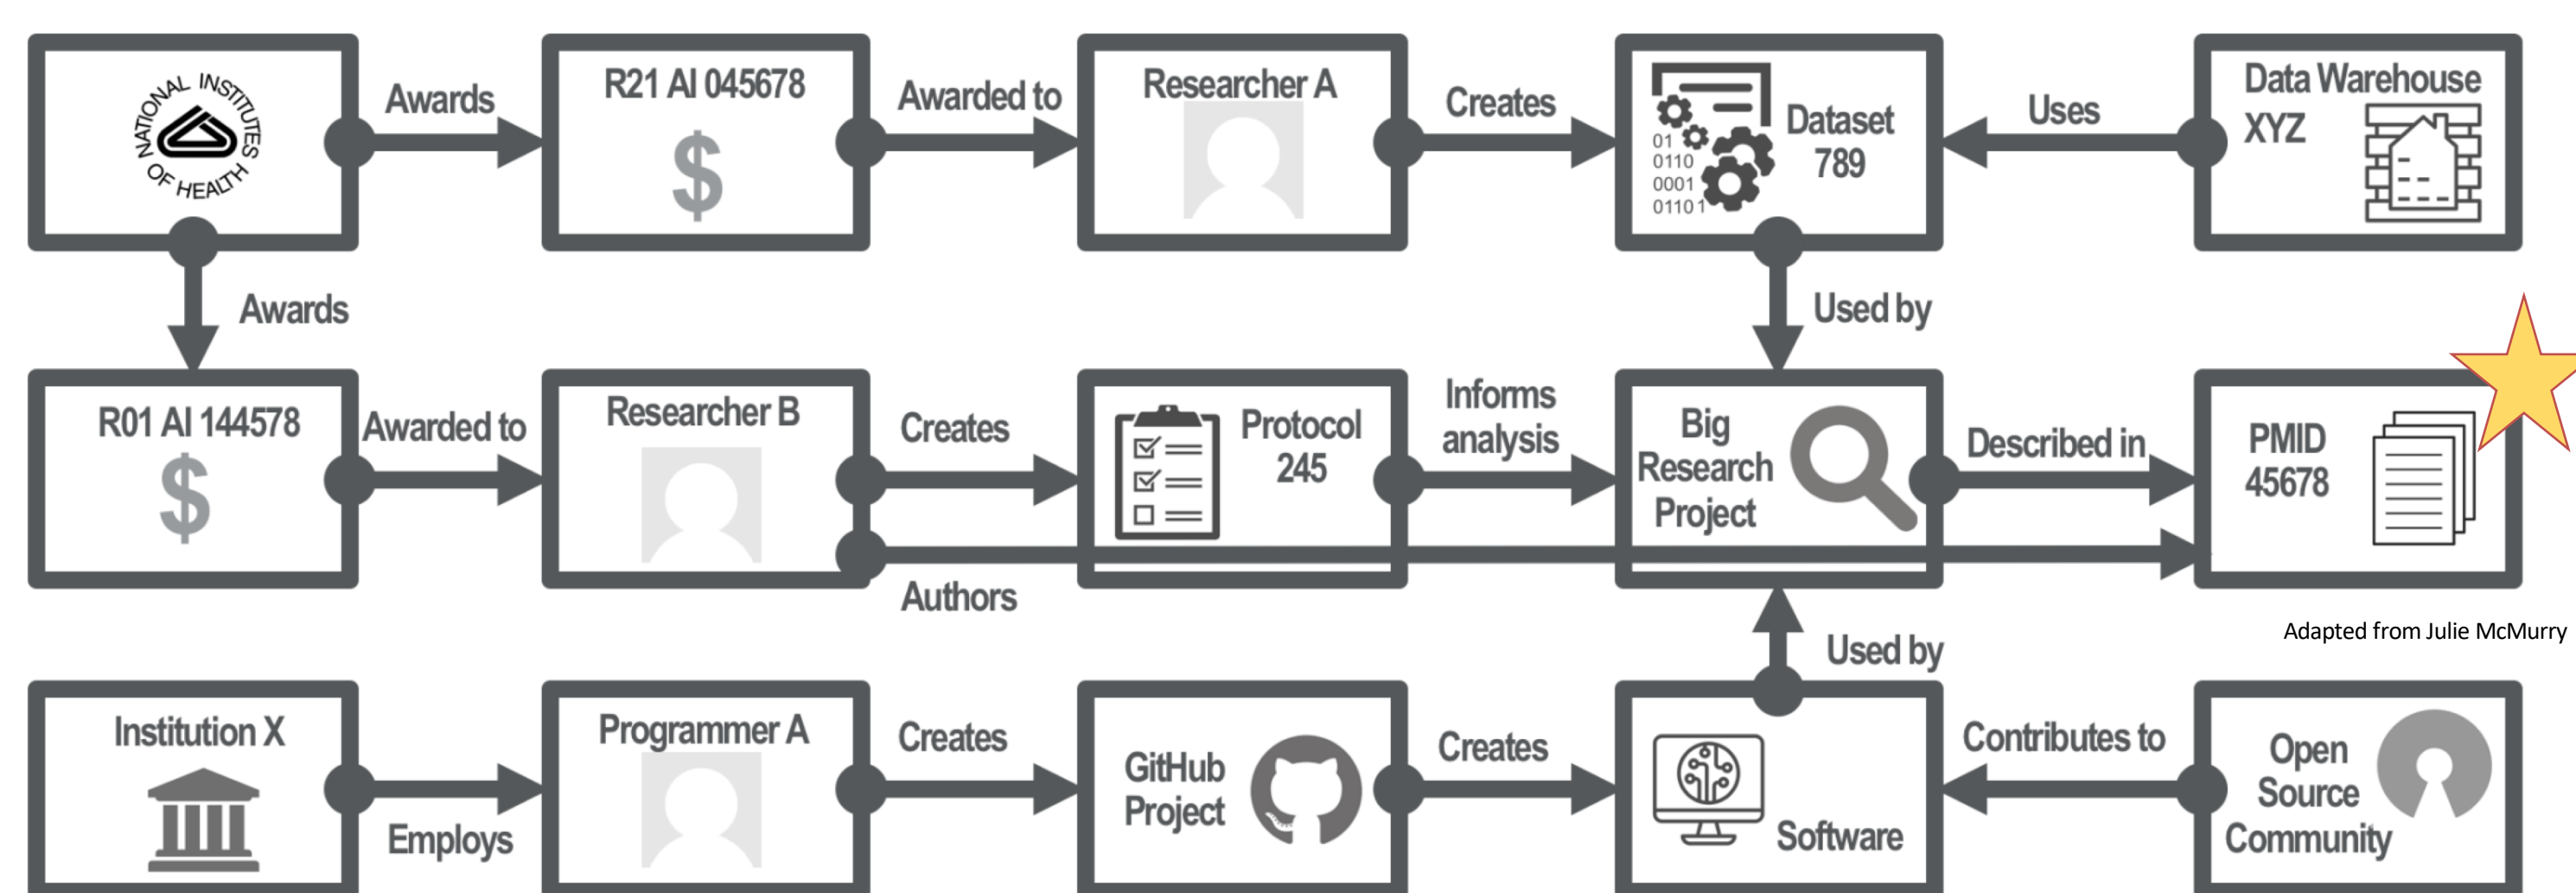 NATIONAL INSTITUTES
OF HEALTH
Awards
R21 AI 045678
$
Awarded to
Researcher A
Creates
01
0110
0001
01101
Dataset
789
Uses
Data Warehouse
XYZ
Awards
Used by
R01 AI 144578
$
Awarded to
Researcher B
Creates
Protocol
245
Informs
analysis
Big
Research
Project
Described in
PMID
45678
Authors
Adapted from Julie McMurry
Used by
Institution X
Employs
Programmer A
Creates
GitHub
Project
Creates
Software
Contributes to
Open
Source
Community